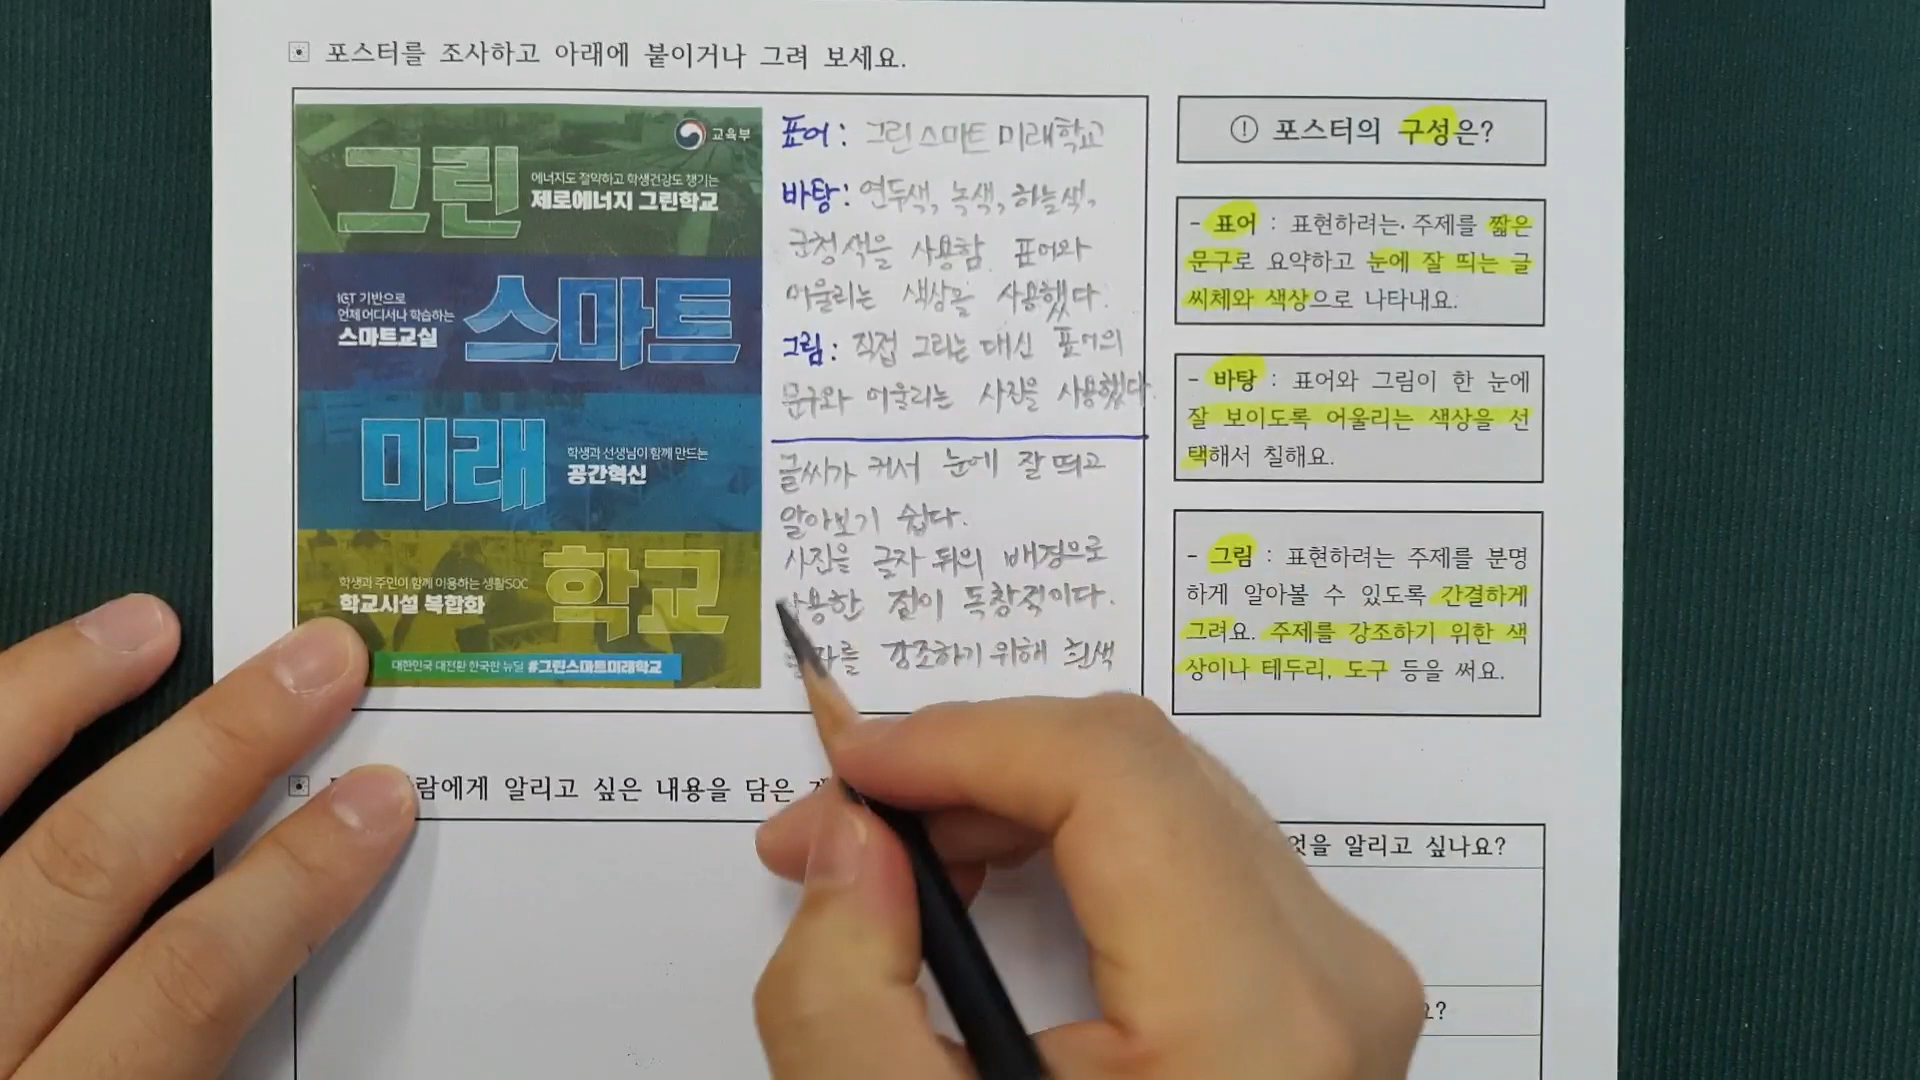 포스터를 조사하고 아래에 붙이거나 그려 보세요.
교육부
그린
에너지도 절약하고 학생건강도 챙기는
제로에너지 그린학교
ICT 기반으로
언제 어디서나 학습하는
스마트교실
스마트
미래
학생과 선생님이 함께 만드는
공간혁신
학생과 주민이 함께 이용하는 생활SOC
학교시설 복합화
학교
대한민국 대전환 한국판 뉴딜 #그린스마트미래학교
표어: 그린 스마트 미래학교
바탕: 연두색, 녹색, 하늘색,
군청색을 사용함. 표어와
어울리는 색상을 사용했다.
그림: 직접 그리는 대신 표어의
문구와 어울리는 사진을 사용했다.
글씨가 커서 눈에 잘 띄고
알아보기 쉽다.
사진을 글자 뒤의 배경으로
사용한 점이 독창적이다.
강조하기 위해 흰색
! 포스터의 구성은?
- 표어 : 표현하려는 주제를 짧은
문구로 요약하고 눈에 잘 띄는 글
씨체와 색상으로 나타내요.
- 바탕 : 표어와 그림이 한 눈에
잘 보이도록 어울리는 색상을 선
택해서 칠해요.
- 그림 : 표현하려는 주제를 분명
하게 알아볼 수 있도록 간결하게
그려요. 주제를 강조하기 위한 색
상이나 테두리, 도구 등을 써요.
람에게 알리고 싶은 내용을 담은
엇을 알리고 싶나요?
요?